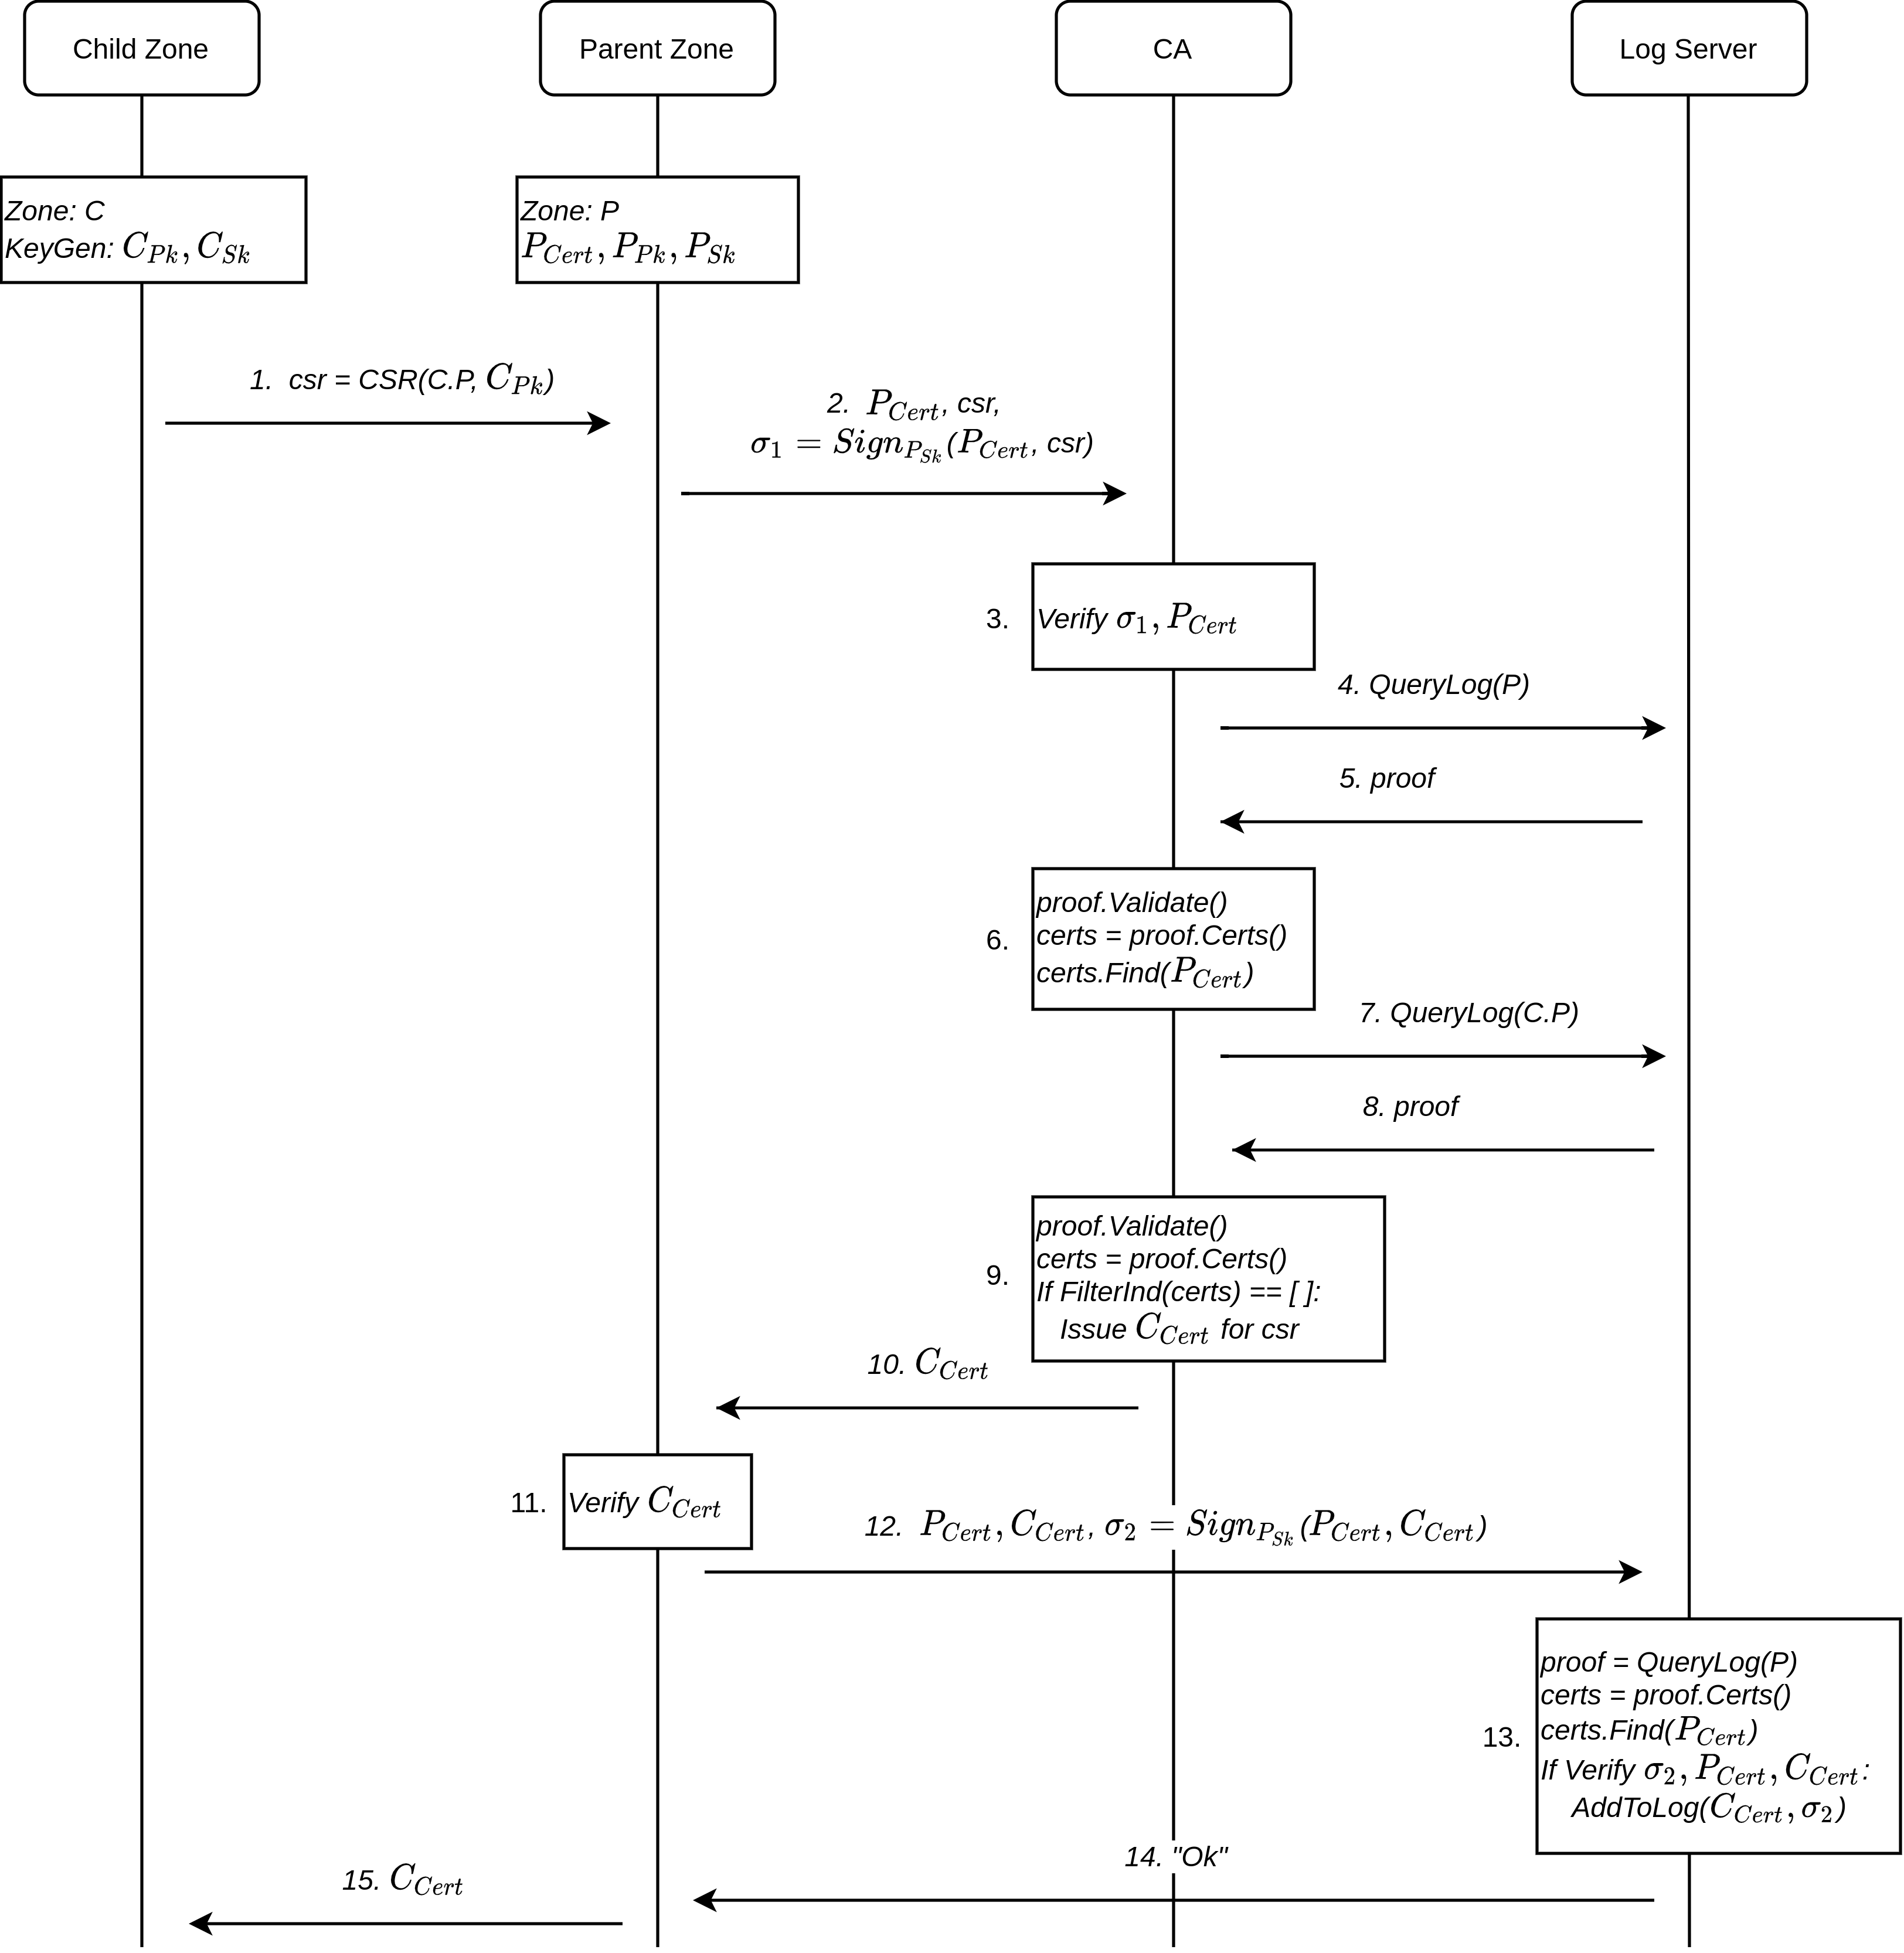 Child Zone
Parent Zone
CA
Log Server
Zone: C
KeyGen: C_{Pk}, C_{Sk}
Zone: P
P_{Cert}, P_{Pk}, P_{Sk}
1. csr = CSR(C.P, C_{Pk})
2. P_{Cert}, csr,
σ_1 = Sign_{P_{Sk}}(P_{Cert}, csr)
3.
Verify σ_1, P_{Cert}
4. QueryLog(P)
5. proof
6.
proof.Validate()
certs = proof.Certs()
certs.Find(P_{Cert})
7. QueryLog(C.P)
8. proof
9.
proof.Validate()
certs = proof.Certs()
If FilterInd(certs) == [ ]:
Issue C_{Cert} for csr
10. C_{Cert}
11.
Verify C_{Cert}
12. P_{Cert}, C_{Cert}, σ_2 = Sign_{P_{Sk}}(P_{Cert}, C_{Cert})
13.
proof = QueryLog(P)
certs = proof.Certs()
certs.Find(P_{Cert})
If Verify σ_2, P_{Cert}, C_{Cert}:
AddToLog(C_{Cert}, σ_2)
14. "Ok"
15. C_{Cert}